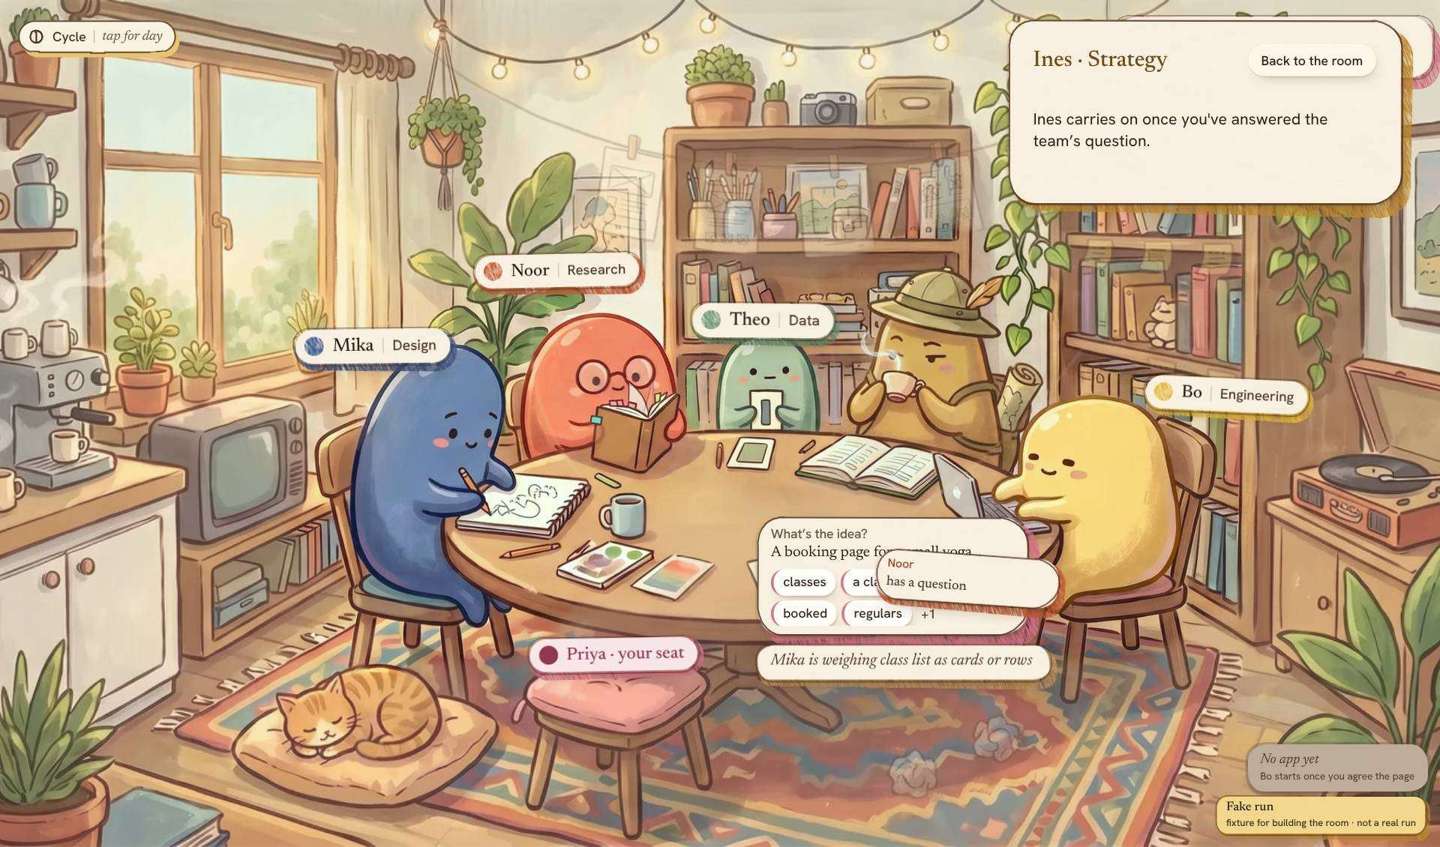 Cycle tap for day
Ines · Strategy
Back to the room
Ines carries on once you've answered the
team's question.
Noor Research
Theo Data
Mika Design
Bo Engineering
What's the idea?
A booking page for small yoga
classes
booked
regulars
+1
Noor
has a question
Mika is weighing class list as cards or rows
Priya · your seat
No app yet
Bo starts once you agree the page
Fake run
fixture for building the room · not a real run